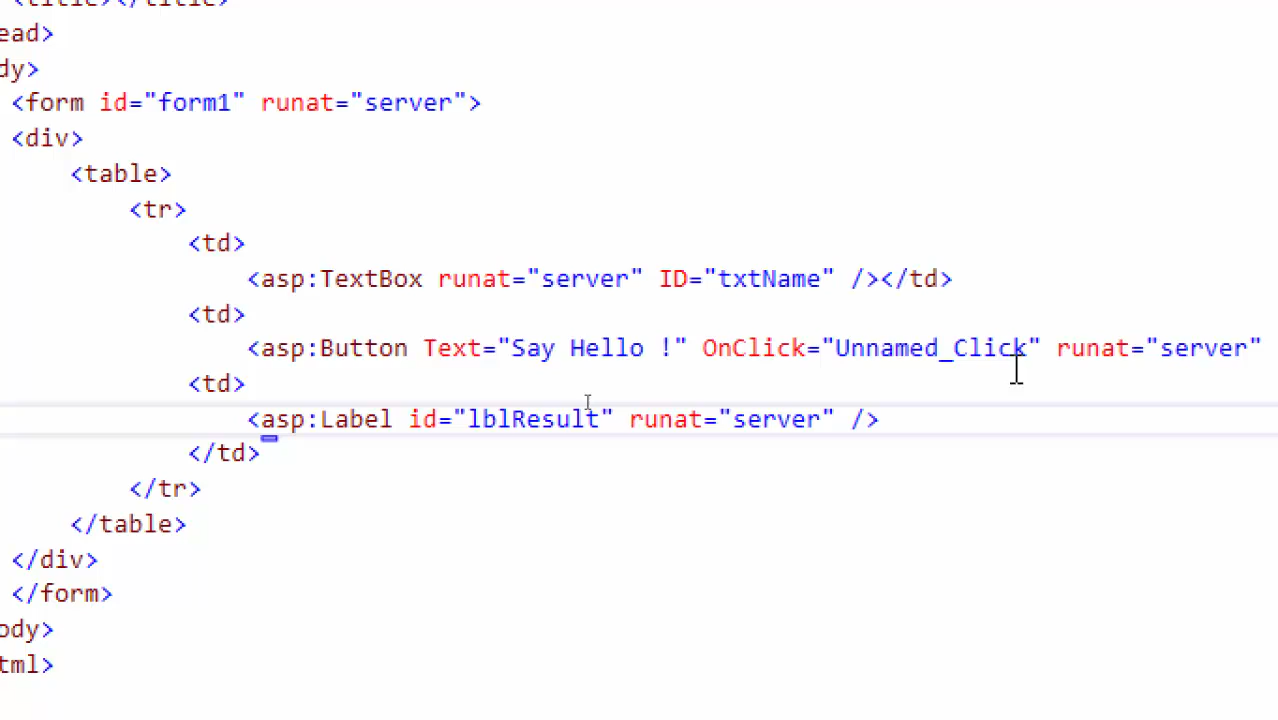 <title></title>
ead>
dy>
<form id="form1" runat="server">
<div>
<table>
<tr>
<td>
<asp:TextBox runat="server" ID="txtName" /></td>
<td>
<asp:Button Text="Say Hello !" OnClick="Unnamed_Click" runat="server"
<td>
<asp:Label id="lblResult" runat="server" />
</td>
</tr>
</table>
</div>
</form>
ody>
tml>